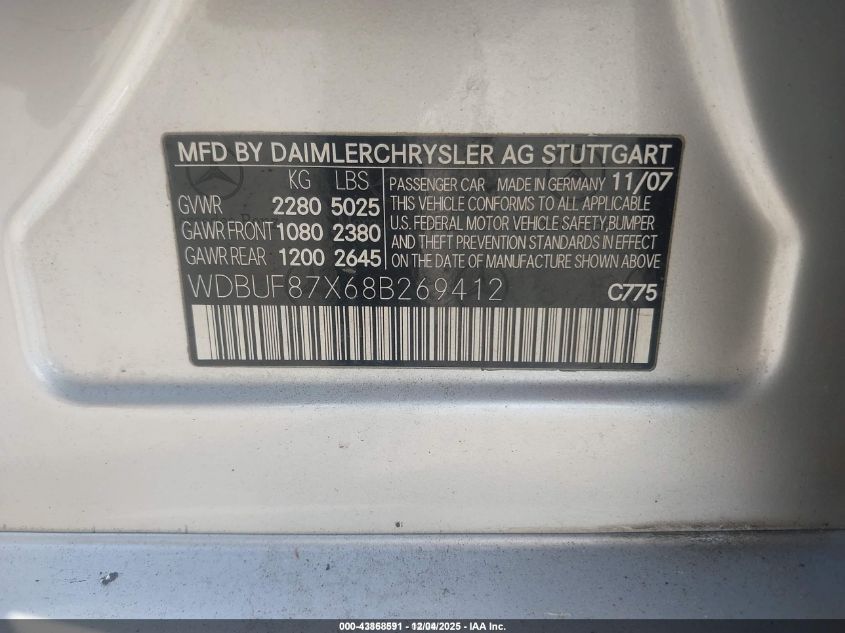 MFD BY DAIMLERCHRYSLER AG STUTTGART
KG LBS
GVWR 2280 5025
GAWR FRONT 1080 2380
GAWR REAR 1200 2645
PASSENGER CAR MADE IN GERMANY 11/07
THIS VEHICLE CONFORMS TO ALL APPLICABLE
U.S. FEDERAL MOTOR VEHICLE SAFETY,BUMPER
AND THEFT PREVENTION STANDARDS IN EFFECT
ON THE DATE OF MANUFACTURE SHOWN ABOVE
WDBUF87X68B269412 C775
000-43868591 - 12/04/2025 - IAA Inc.